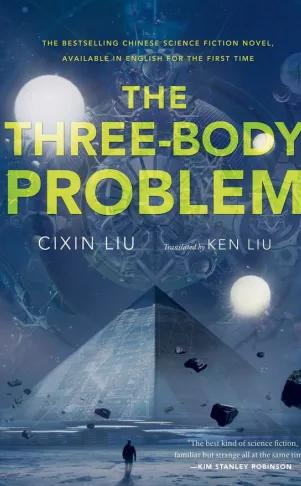 THE BESTSELLING CHINESE SCIENCE FICTION NOVEL,
AVAILABLE IN ENGLISH FOR THE FIRST TIME
THE
THREE-BODY
PROBLEM
CIXIN LIU Translated by KEN LIU
"The best kind of science fiction,
familiar but strange all at the same tim
—KIM STANLEY ROBINSON